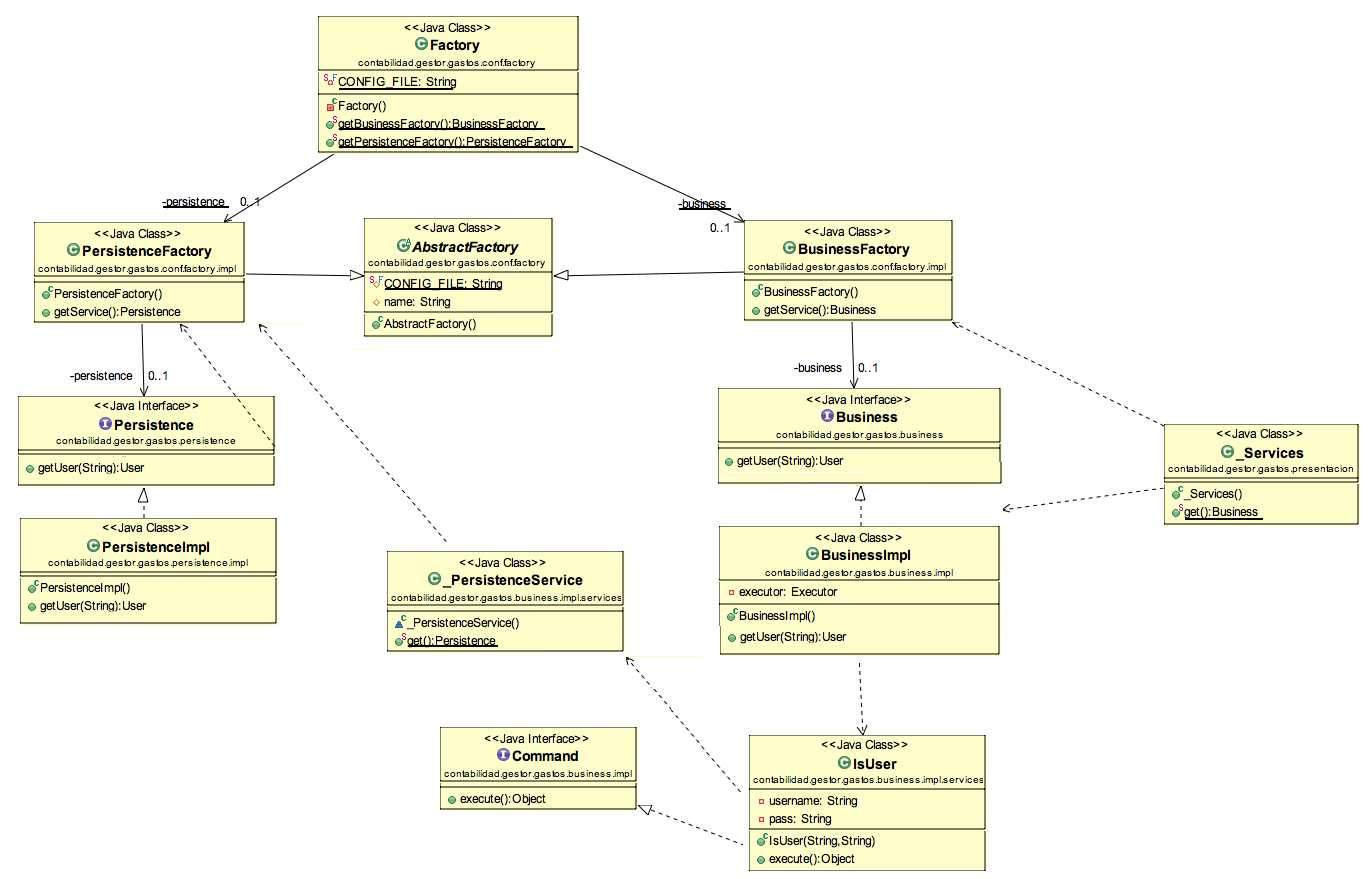 <<Java Class>>
Factory
contabilidad.gestor.gastos.conf.factory
CONFIG_FILE: String
Factory()
getBusinessFactory():BusinessFactory
getPersistenceFactory():PersistenceFactory
-persistence 0..1
-business
0..1
<<Java Class>>
PersistenceFactory
contabilidad.gestor.gastos.conf.factory.impl
PersistenceFactory()
getService():Persistence
<<Java Class>>
AbstractFactory
contabilidad.gestor.gastos.conf.factory
CONFIG_FILE: String
name: String
AbstractFactory()
<<Java Class>>
BusinessFactory
contabilidad.gestor.gastos.conf.factory.impl
BusinessFactory()
getService():Business
-persistence 0..1
-business 0..1
<<Java Interface>>
Persistence
contabilidad.gestor.gastos.persistence
getUser(String):User
<<Java Interface>>
Business
contabilidad.gestor.gastos.business
getUser(String):User
<<Java Class>>
_Services
contabilidad.gestor.gastos.presentacion
_Services()
get():Business
<<Java Class>>
PersistenceImpl
contabilidad.gestor.gastos.persistence.impl
PersistenceImpl()
getUser(String):User
<<Java Class>>
_PersistenceService
contabilidad.gestor.gastos.business.impl.services
_PersistenceService()
get():Persistence
<<Java Class>>
BusinessImpl
contabilidad.gestor.gastos.business.impl
executor: Executor
BusinessImpl()
getUser(String):User
<<Java Interface>>
Command
contabilidad.gestor.gastos.business.impl
execute():Object
<<Java Class>>
IsUser
contabilidad.gestor.gastos.business.impl.services
username: String
pass: String
IsUser(String,String)
execute():Object